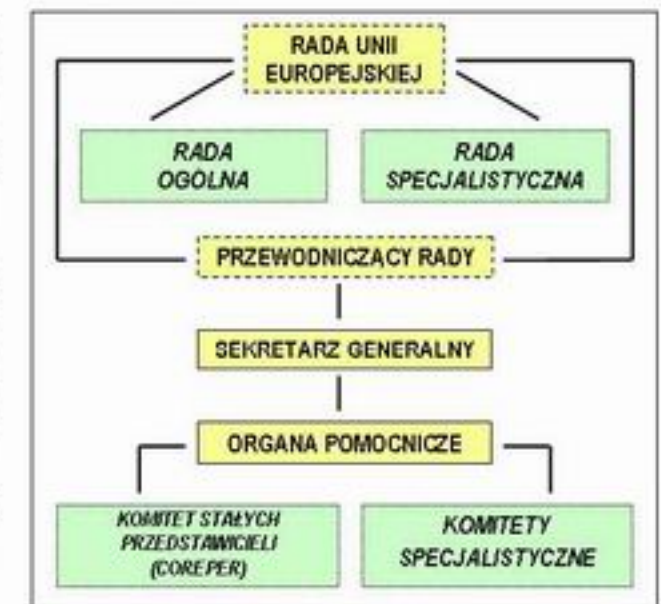 RADA UNII
EUROPEJSKIEJ
RADA
OGÓLNA
RADA
SPECJALISTYCZNA
PRZEWODNICZĄCY RADY
SEKRETARZ GENERALNY
ORGANA POMOCNICZE
KOMITET STAŁYCH
PRZEDSTAWICIELI
(COREPER)
KOMITETY
SPECJALISTYCZNE